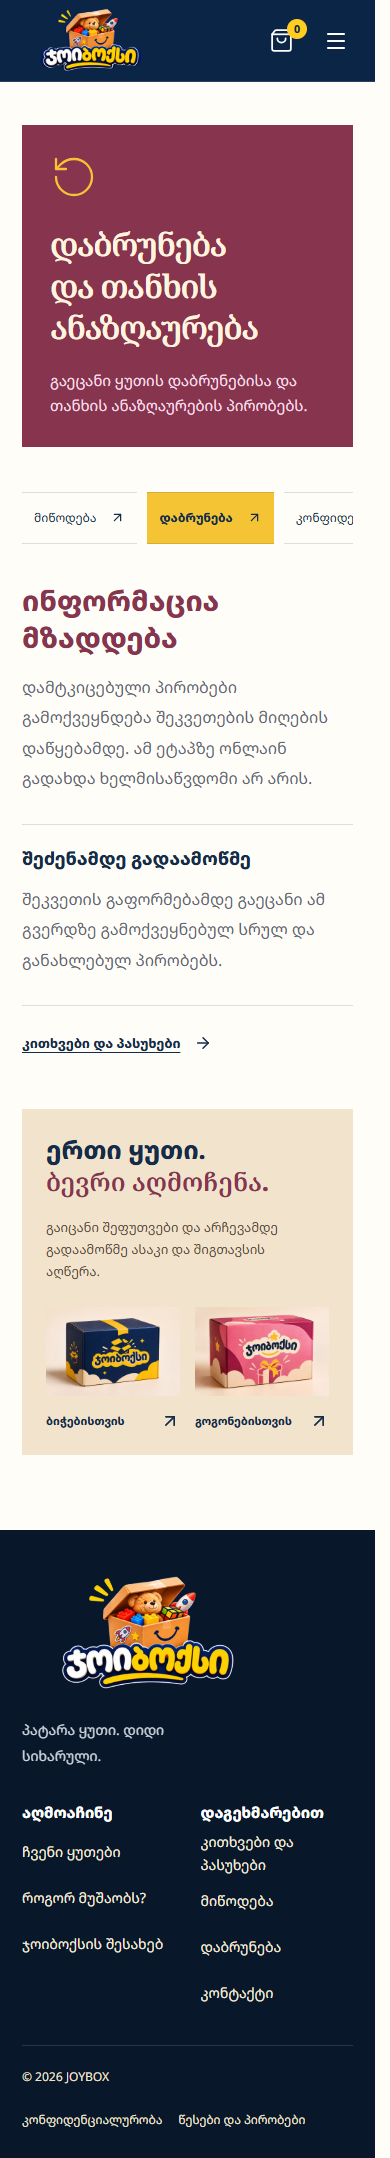 ჯოიბოქსი
0
დაბრუნება
და თანხის
ანაზღაურება
გაეცანი ყუთის დაბრუნებისა და
თანხის ანაზღაურების პირობებს.
მიწოდება
დაბრუნება
კონფიდე
ინფორმაცია
მზადდება
დამტკიცებული პირობები
გამოქვეყნდება შეკვეთების მიღების
დაწყებამდე. ამ ეტაპზე ონლაინ
გადახდა ხელმისაწვდომი არ არის.
შეძენამდე გადაამოწმე
შეკვეთის გაფორმებამდე გაეცანი ამ
გვერდზე გამოქვეყნებულ სრულ და
განახლებულ პირობებს.
კითხვები და პასუხები
ერთი ყუთი.
ბევრი აღმოჩენა.
გაიცანი შეფუთვები და არჩევამდე
გადაამოწმე ასაკი და შიგთავსის
აღწერა.
ჯოიბოქსი
ჯოიბოქსი
ბიჭებისთვის
გოგონებისთვის
ჯოიბოქსი
პატარა ყუთი. დიდი
სიხარული.
აღმოაჩინე
ჩვენი ყუთები
როგორ მუშაობს?
ჯოიბოქსის შესახებ
დაგეხმარებით
კითხვები და
პასუხები
მიწოდება
დაბრუნება
კონტაქტი
© 2026 JOYBOX
კონფიდენციალურობა
წესები და პირობები